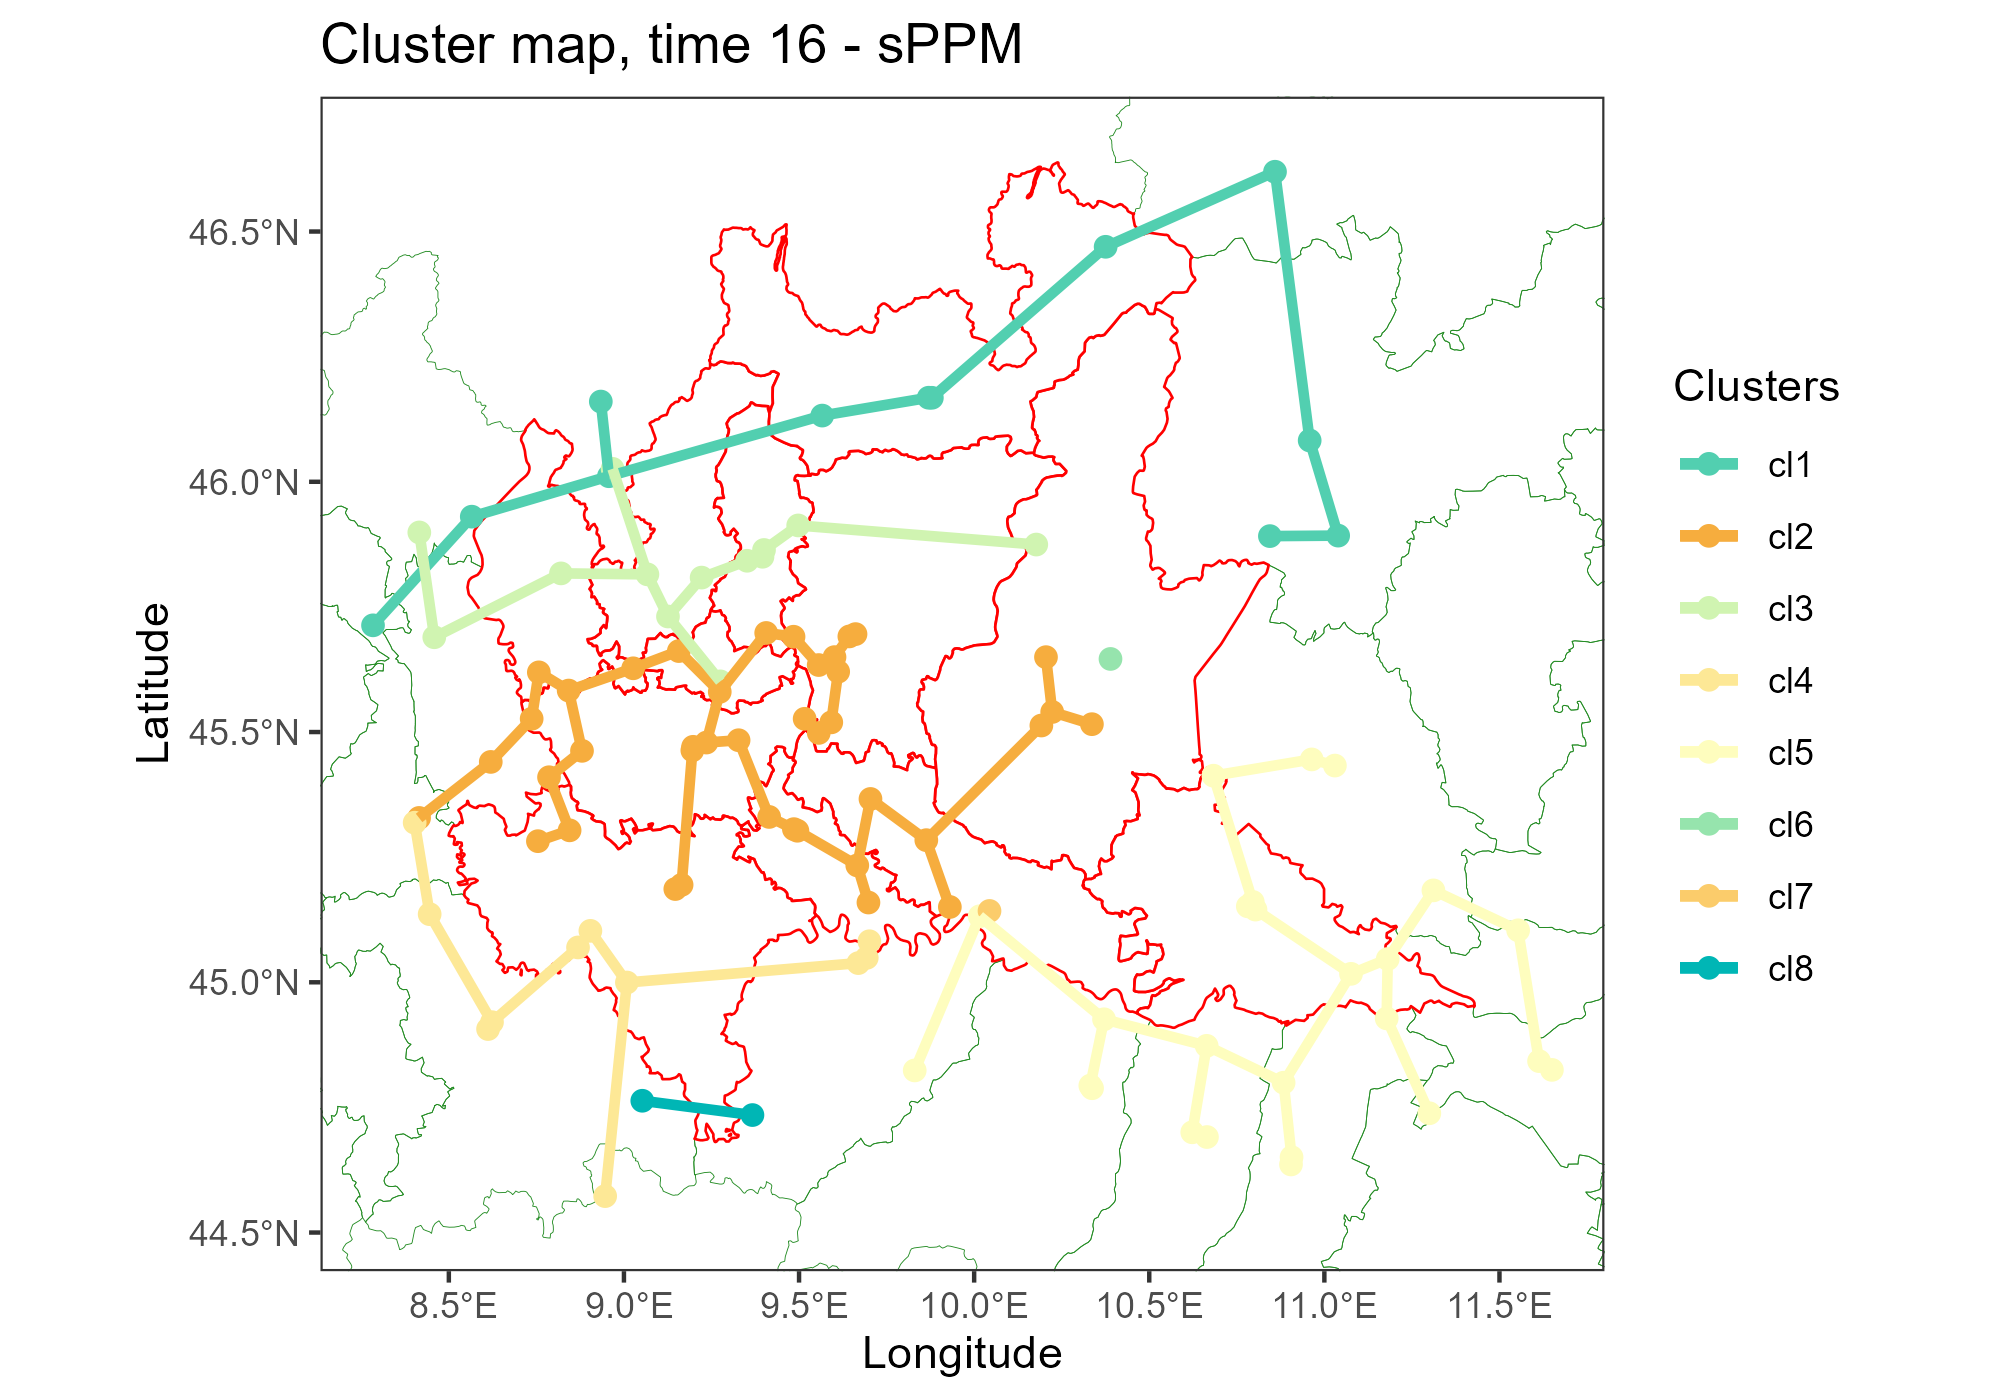 Cluster map, time 16 - sPPM
46.5°N
46.0°N
45.5°N
45.0°N
44.5°N
Latitude
8.5°E 9.0°E 9.5°E 10.0°E 10.5°E 11.0°E 11.5°E
Longitude
Clusters
cl1
cl2
cl3
cl4
cl5
cl6
cl7
cl8